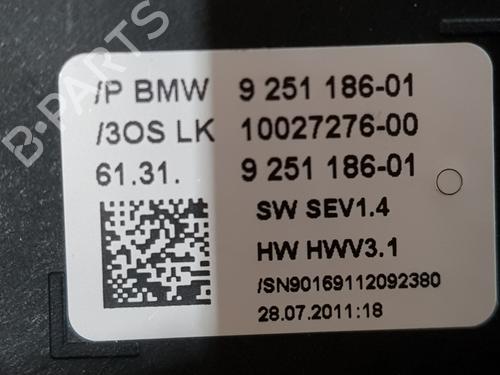 B-PARTS
/P BMW 9 251 186-01
/3OS LK 10027276-00
61.31. 9 251 186-01
SW SEV1.4
HW HWV3.1
/SN90169112092380
28.07.2011:18